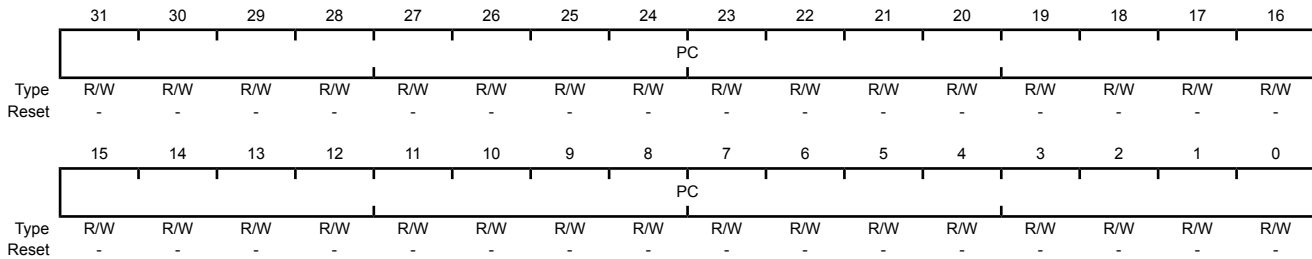 31 30 29 28 27 26 25 24 23 22 21 20 19 18 17 16
PC
Type R/W R/W R/W R/W R/W R/W R/W R/W R/W R/W R/W R/W R/W R/W R/W R/W
Reset - - - - - - - - - - - - - - - -
15 14 13 12 11 10 9 8 7 6 5 4 3 2 1 0
PC
Type R/W R/W R/W R/W R/W R/W R/W R/W R/W R/W R/W R/W R/W R/W R/W R/W
Reset - - - - - - - - - - - - - - - -